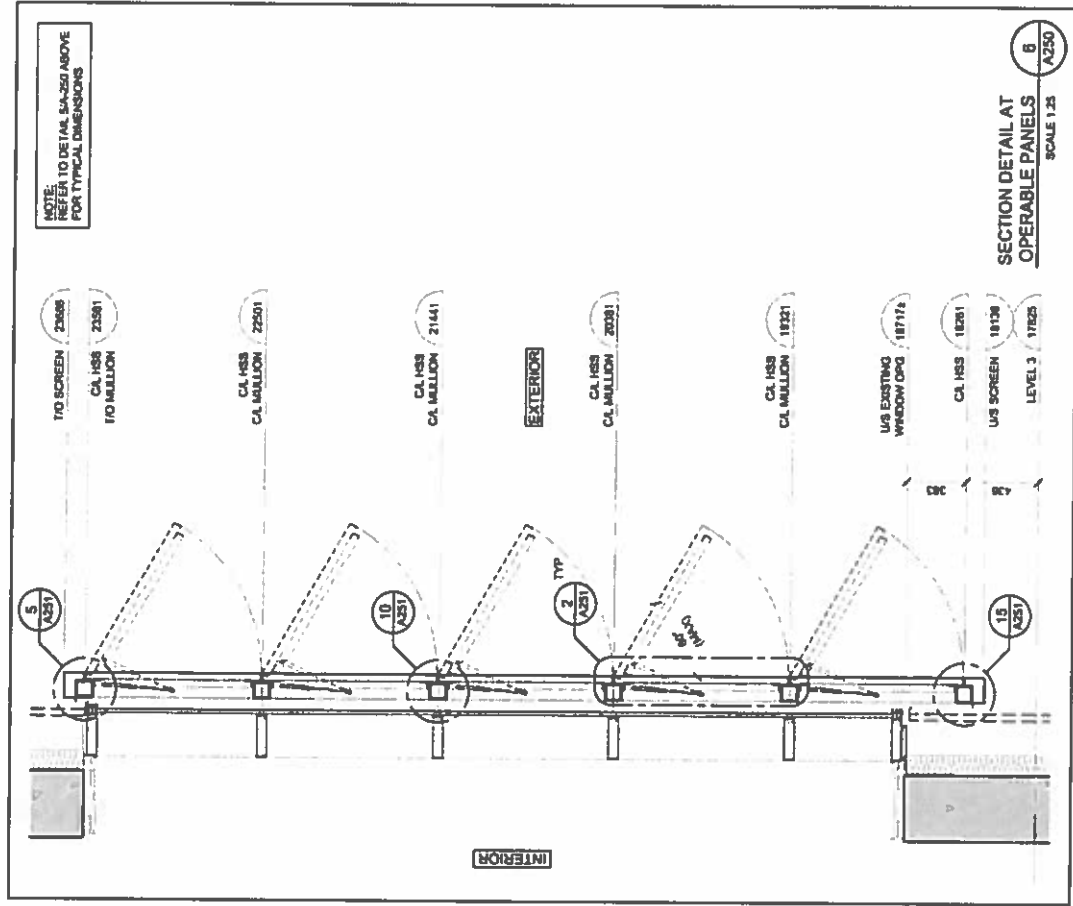 NOTE:
REFER TO DETAIL 5/A-250 ABOVE
FOR TYPICAL DIMENSIONS
T/O SCREEN
C/L HSS
T/O MULLION
23581
C/L HSS
C/L MULLION
22501
C/L HSS
C/L MULLION
21441
EXTERIOR
C/L HSS
C/L MULLION
20381
C/L HSS
C/L MULLION
19321
U/S EXISTING
WINDOW OPG
18717±
C/L HSS
18261
U/S SCREEN
18138
LEVEL 3
17825
383
436
5
A251
10
A251
TYP
2
A251
15
A251
INTERIOR
SECTION DETAIL AT
OPERABLE PANELS
SCALE 1:25
6
A250